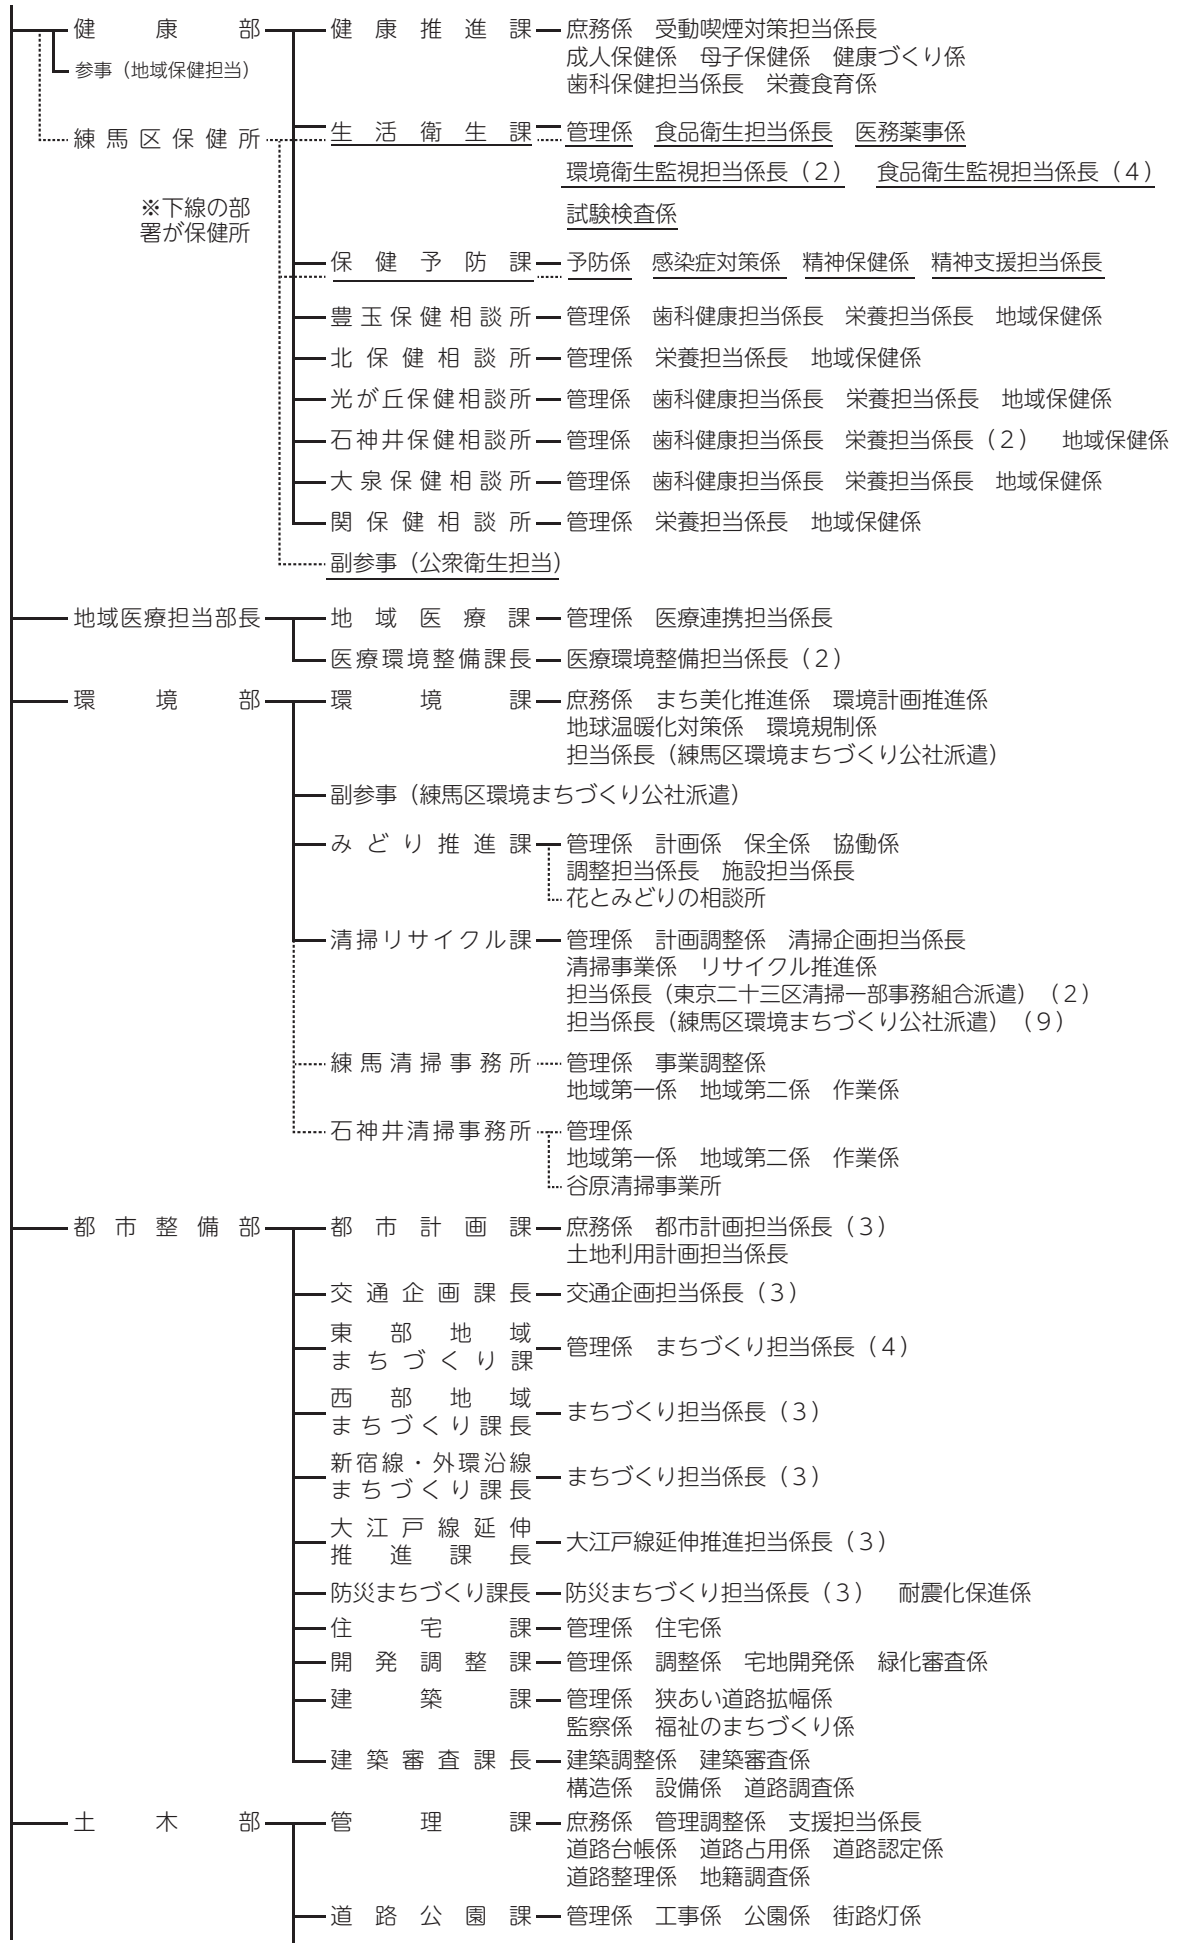 健康部 健康推進課 庶務係 受動喫煙対策担当係長
成人保健係 母子保健係 健康づくり係
参事（地域保健担当）
歯科保健担当係長 栄養食育係
練馬区保健所 生活衛生課 管理係 食品衛生担当係長 医務薬事係
環境衛生監視担当係長（２） 食品衛生監視担当係長（４）
※下線の部
署が保健所
試験検査係
保健予防課 予防係 感染症対策係 精神保健係 精神支援担当係長
豊玉保健相談所 管理係 歯科健康担当係長 栄養担当係長 地域保健係
北保健相談所 管理係 栄養担当係長 地域保健係
光が丘保健相談所 管理係 歯科健康担当係長 栄養担当係長 地域保健係
石神井保健相談所 管理係 歯科健康担当係長 栄養担当係長（２） 地域保健係
大泉保健相談所 管理係 歯科健康担当係長 栄養担当係長 地域保健係
関保健相談所 管理係 栄養担当係長 地域保健係
副参事（公衆衛生担当）
地域医療担当部長 地域医療課 管理係 医療連携担当係長
医療環境整備課長 医療環境整備担当係長（２）
環境部 環境課 庶務係 まち美化推進係 環境計画推進係
地球温暖化対策係 環境規制係
担当係長（練馬区環境まちづくり公社派遣）
副参事（練馬区環境まちづくり公社派遣）
みどり推進課 管理係 計画係 保全係 協働係
調整担当係長 施設担当係長
花とみどりの相談所
清掃リサイクル課 管理係 計画調整係 清掃企画担当係長
清掃事業係 リサイクル推進係
担当係長（東京二十三区清掃一部事務組合派遣）（２）
担当係長（練馬区環境まちづくり公社派遣）（９）
練馬清掃事務所 管理係 事業調整係
地域第一係 地域第二係 作業係
石神井清掃事務所 管理係
地域第一係 地域第二係 作業係
谷原清掃事業所
都市整備部 都市計画課 庶務係 都市計画担当係長（３）
土地利用計画担当係長
交通企画課長 交通企画担当係長（３）
東部地域
まちづくり課 管理係 まちづくり担当係長（４）
西部地域
まちづくり課長 まちづくり担当係長（３）
新宿線・外環沿線
まちづくり課長 まちづくり担当係長（３）
大江戸線延伸
推進課長 大江戸線延伸推進担当係長（３）
防災まちづくり課長 防災まちづくり担当係長（３） 耐震化保進係
住宅課 管理係 住宅係
開発調整課 管理係 調整係 宅地開発係 緑化審査係
建築課 管理係 狭あい道路拡幅係
監察係 福祉のまちづくり係
建築審査課長 建築調整係 建築審査係
構造係 設備係 道路調査係
土木部 管理課 庶務係 管理調整係 支援担当係長
道路台帳係 道路占用係 道路認定係
道路整理係 地籍調査係
道路公園課 管理係 工事係 公園係 街路灯係